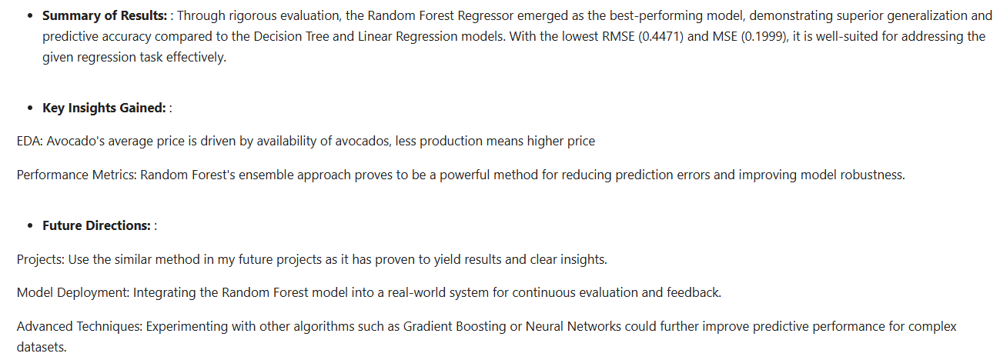 • Summary of Results: : Through rigorous evaluation, the Random Forest Regressor emerged as the best-performing model, demonstrating superior generalization and
predictive accuracy compared to the Decision Tree and Linear Regression models. With the lowest RMSE (0.4471) and MSE (0.1999), it is well-suited for addressing the
given regression task effectively.
• Key Insights Gained: :
EDA: Avocado's average price is driven by availability of avocados, less production means higher price
Performance Metrics: Random Forest's ensemble approach proves to be a powerful method for reducing prediction errors and improving model robustness.
• Future Directions: :
Projects: Use the similar method in my future projects as it has proven to yield results and clear insights.
Model Deployment: Integrating the Random Forest model into a real-world system for continuous evaluation and feedback.
Advanced Techniques: Experimenting with other algorithms such as Gradient Boosting or Neural Networks could further improve predictive performance for complex
datasets.